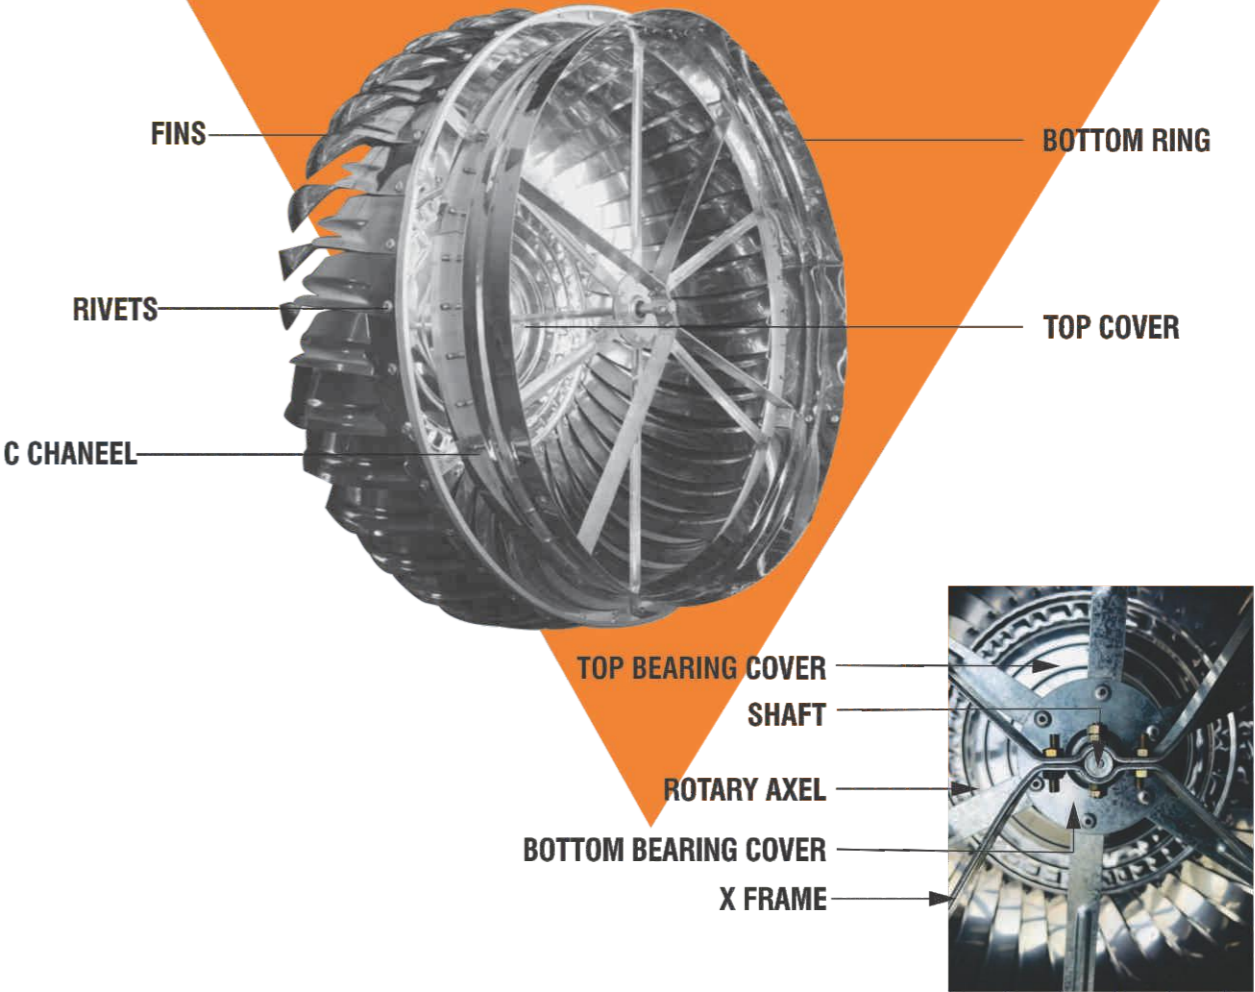 FINS
BOTTOM RING
RIVETS
TOP COVER
C CHANEEL
TOP BEARING COVER
SHAFT
ROTARY AXEL
BOTTOM BEARING COVER
X FRAME